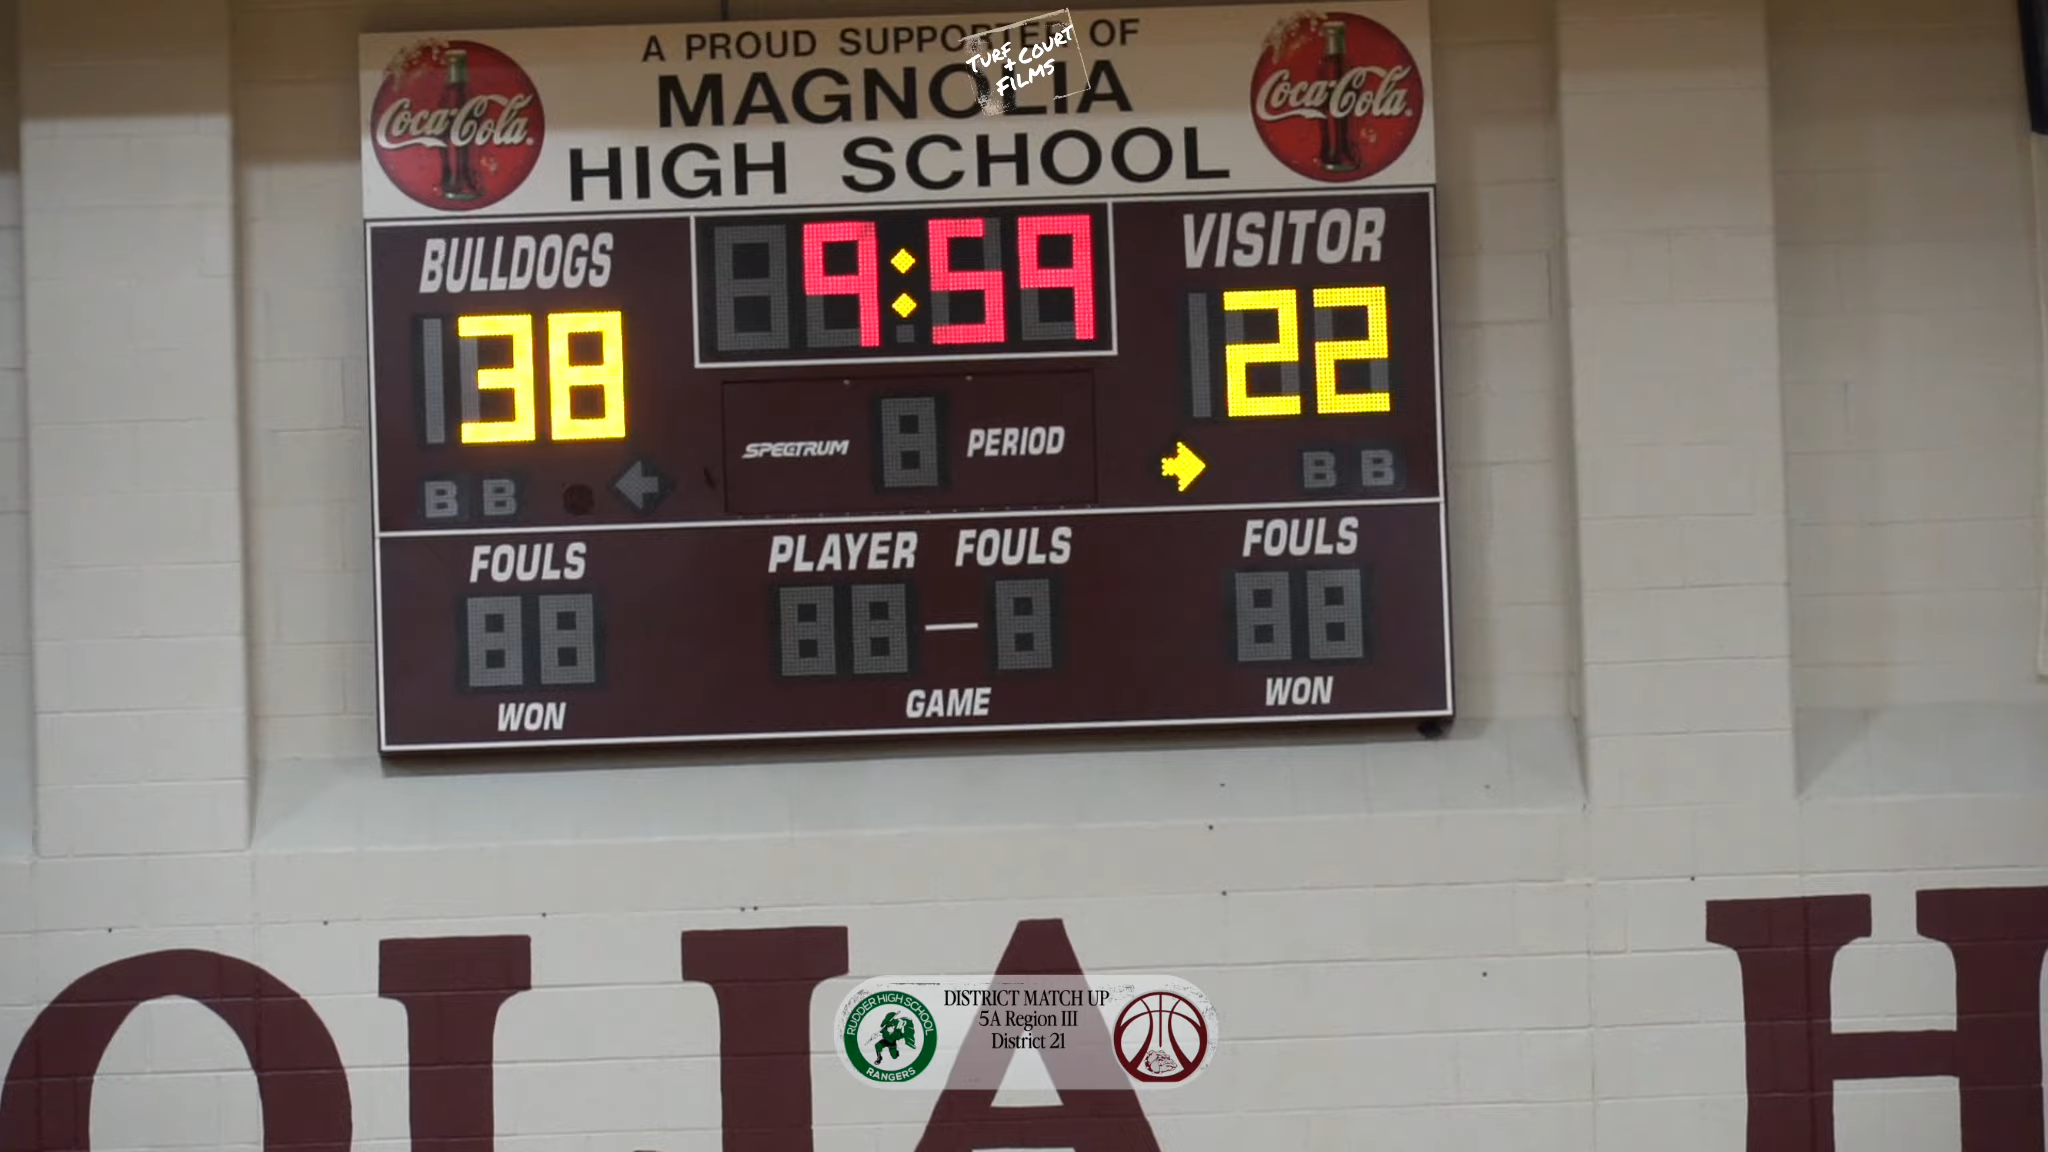 A PROUD SUPPORTER OF
MAGNOLIA
HIGH SCHOOL
Coca-Cola
Coca-Cola
TURF
+ COURT
FILMS
BULLDOGS
9:59
VISITOR
38
22
SPECTRUM
PERIOD
B B
B B
FOULS
PLAYER FOULS
FOULS
WON
GAME
WON
OLIA H
RUDDER HIGH SCHOOL
RANGERS
DISTRICT MATCH UP
5A Region III
District 21